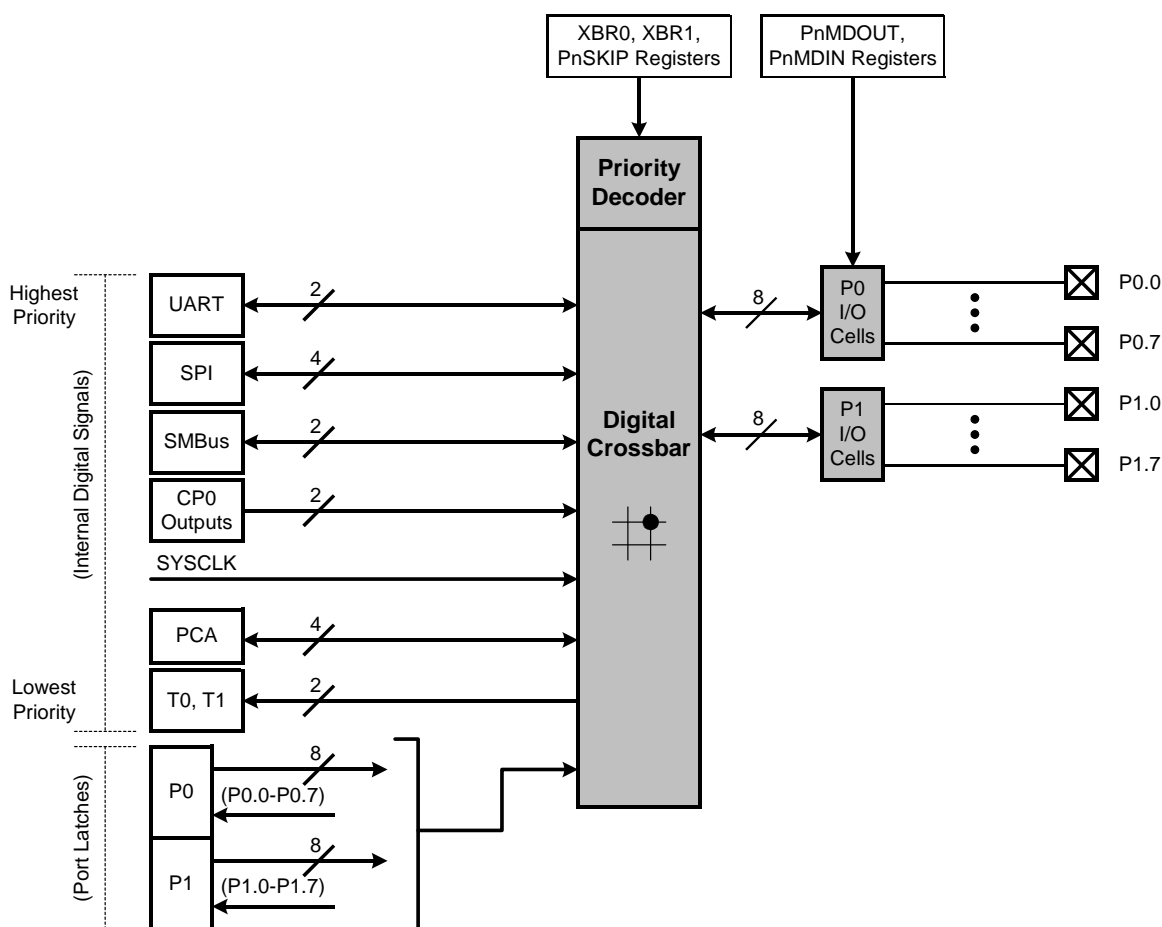 XBR0, XBR1,
PnSKIP Registers
PnMDOUT,
PnMDIN Registers
Priority
Decoder
Highest
Priority
UART
2
8
P0
I/O
Cells
P0.0
P0.7
SPI
4
(Internal Digital Signals)
SMBus
2
Digital
Crossbar
8
P1
I/O
Cells
P1.0
P1.7
CP0
Outputs
2
SYSCLK
PCA
4
Lowest
Priority
T0, T1
2
(Port Latches)
P0
8
(P0.0-P0.7)
P1
8
(P1.0-P1.7)